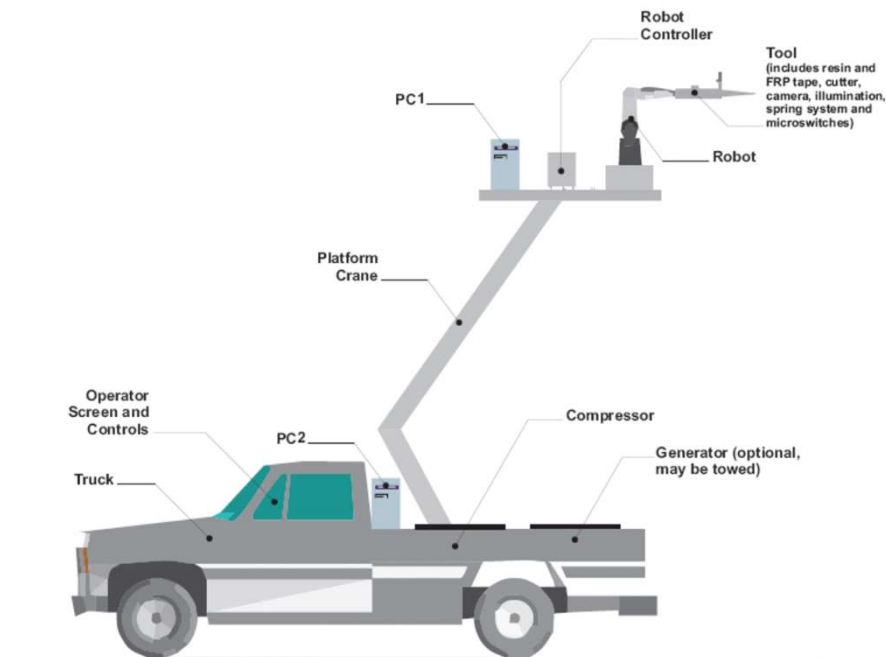 Robot
Controller
Tool
(includes resin and
FRP tape, cutter,
camera, illumination,
spring system and
microswitches)
PC1
Robot
Platform
Crane
Operator
Screen and
Controls
PC2
Compressor
Generator (optional,
may be towed)
Truck